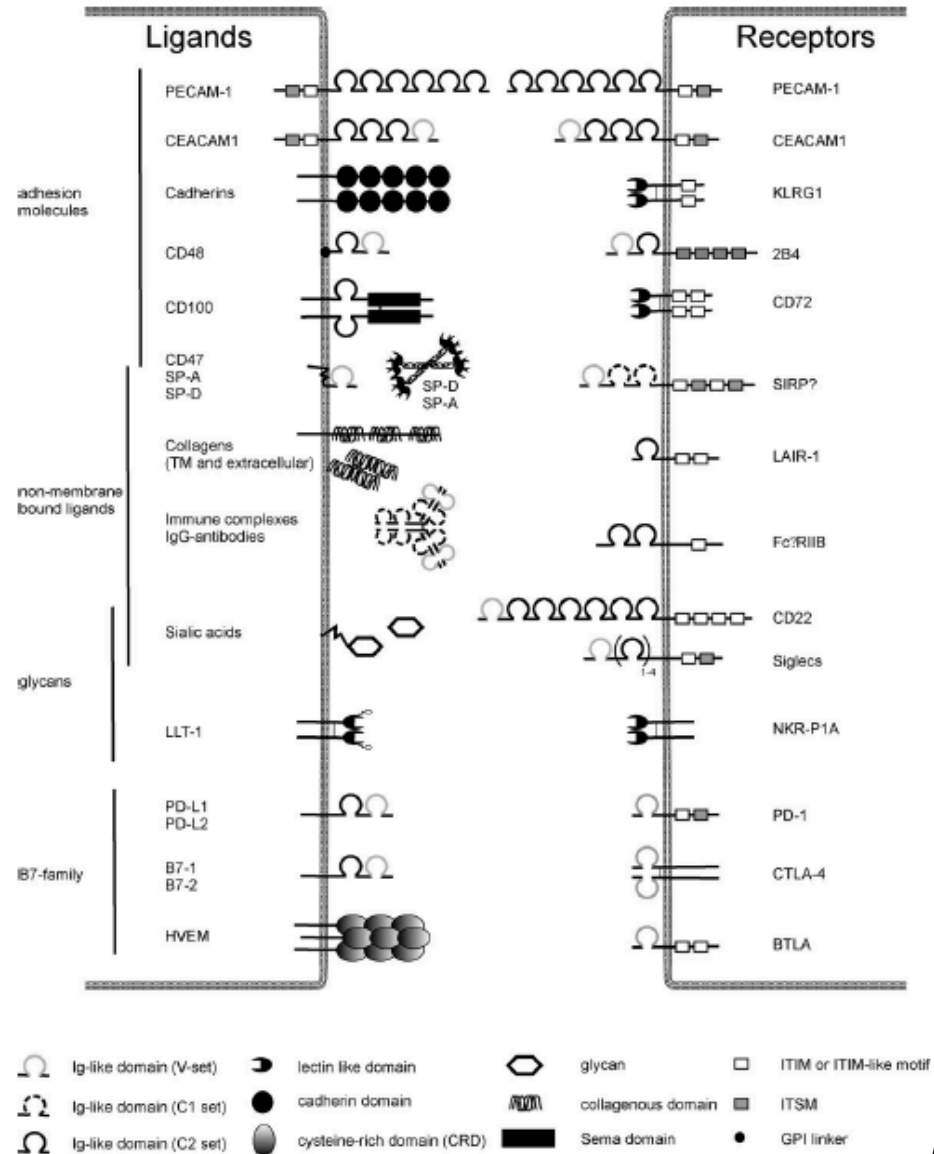 Ligands
Receptors
PECAM-1
PECAM-1
CEACAM1
CEACAM1
adhesion
molecules
Cadherins
KLRG1
CD48
2B4
CD100
CD72
CD47
SP-A
SP-D
SP-D
SP-A
SIRP?
Collagens
(TM and extracellular)
LAIR-1
non-membrane
bound ligands
Immune complexes
IgG-antibodies
Fc?RIIB
CD22
Sialic acids
1-4
Siglecs
glycans
LLT-1
NKR-P1A
PD-L1
PD-L2
PD-1
B7-family
B7-1
B7-2
CTLA-4
HVEM
BTLA
Ig-like domain (V-set)
lectin like domain
glycan
ITIM or ITIM-like motif
Ig-like domain (C1 set)
cadherin domain
collagenous domain
ITSM
Ig-like domain (C2 set)
cysteine-rich domain (CRD)
Sema domain
GPI linker